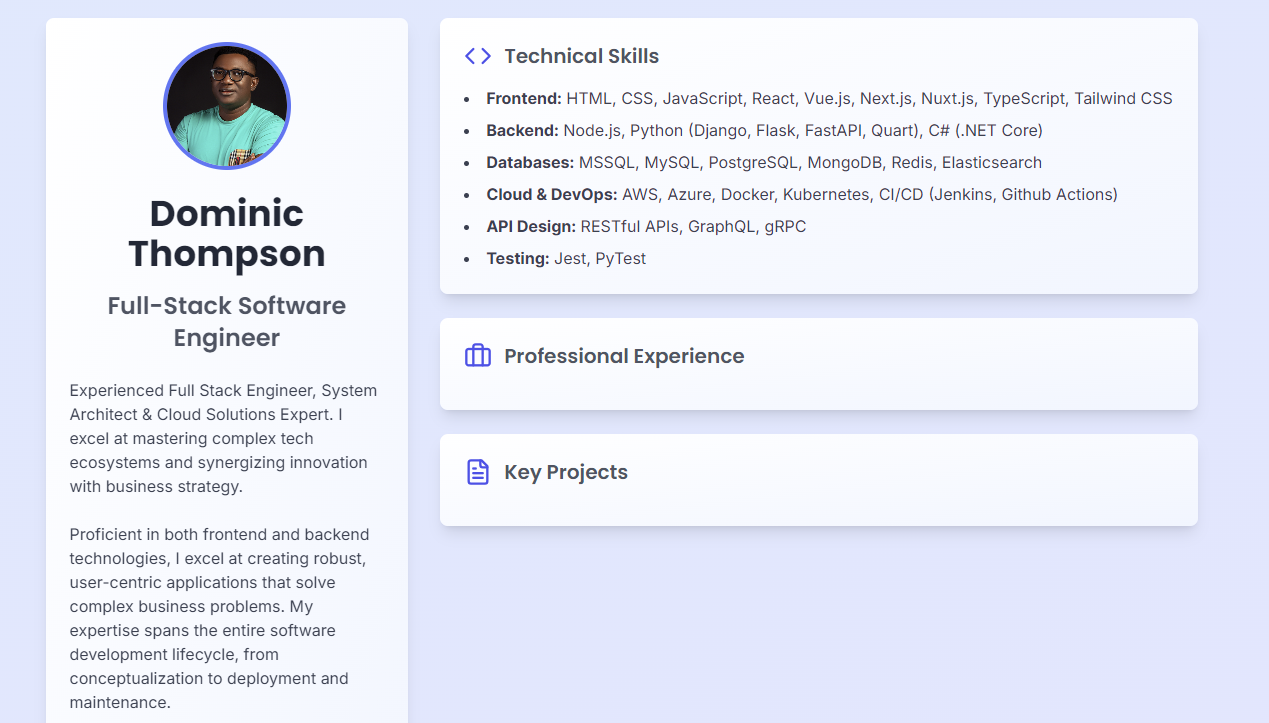 Dominic
Thompson
Full-Stack Software
Engineer
Experienced Full Stack Engineer, System
Architect & Cloud Solutions Expert. I
excel at mastering complex tech
ecosystems and synergizing innovation
with business strategy.
Proficient in both frontend and backend
technologies, I excel at creating robust,
user-centric applications that solve
complex business problems. My
expertise spans the entire software
development lifecycle, from
conceptualization to deployment and
maintenance.
Technical Skills
• Frontend: HTML, CSS, JavaScript, React, Vue.js, Next.js, Nuxt.js, TypeScript, Tailwind CSS
• Backend: Node.js, Python (Django, Flask, FastAPI, Quart), C# (.NET Core)
• Databases: MSSQL, MySQL, PostgreSQL, MongoDB, Redis, Elasticsearch
• Cloud & DevOps: AWS, Azure, Docker, Kubernetes, CI/CD (Jenkins, Github Actions)
• API Design: RESTful APIs, GraphQL, gRPC
• Testing: Jest, PyTest
Professional Experience
Key Projects